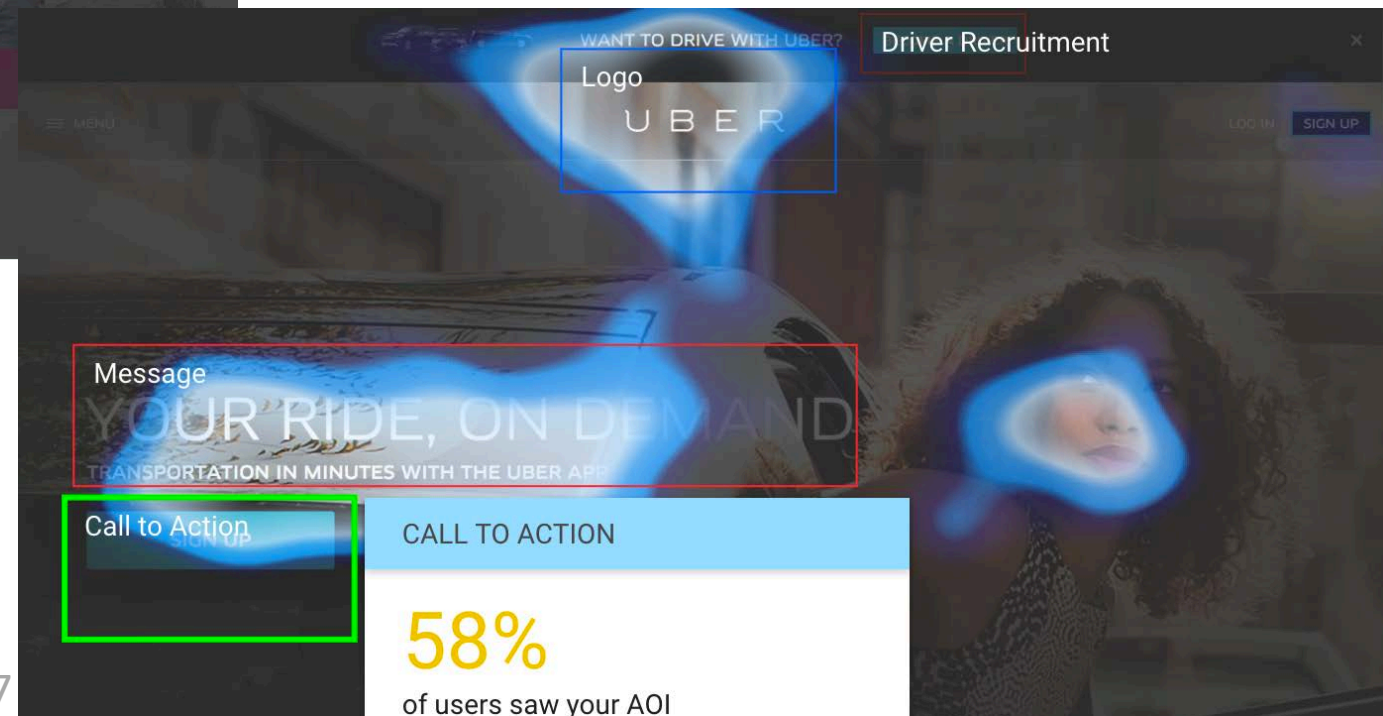 WANT TO DRIVE WITH UBER?
Driver Recruitment
×
Logo
UBER
MENU
LOG IN
SIGN UP
Message
YOUR RIDE, ON DEMAND
TRANSPORTATION IN MINUTES WITH THE UBER APP
Call to Action
SIGN UP
CALL TO ACTION
58%
of users saw your AOI
7